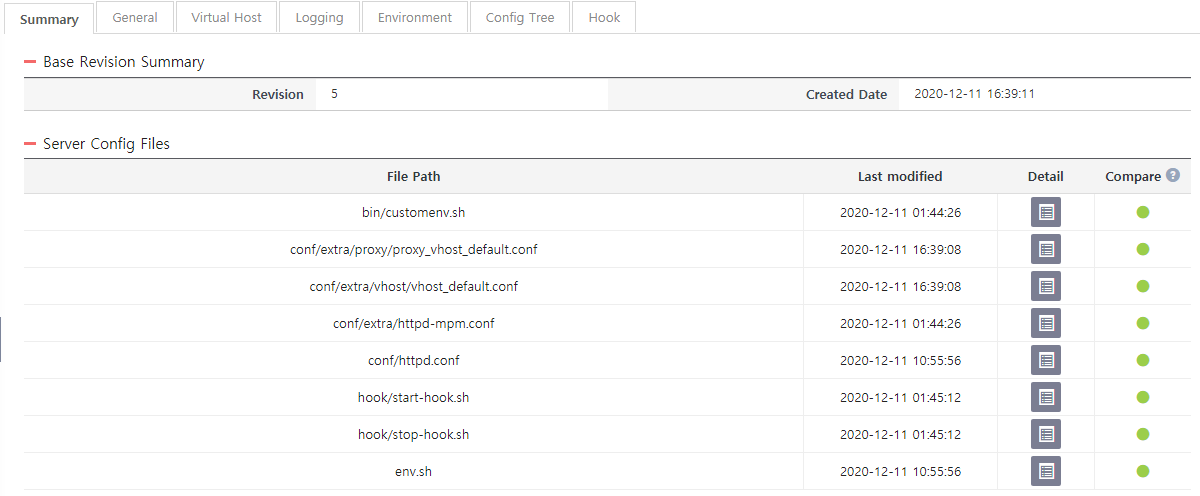 Summary General Virtual Host Logging Environment Config Tree Hook
Base Revision Summary
Revision 5 Created Date 2020-12-11 16:39:11
Server Config Files
File Path Last modified Detail Compare ?
bin/customenv.sh 2020-12-11 01:44:26
conf/extra/proxy/proxy_vhost_default.conf 2020-12-11 16:39:08
conf/extra/vhost/vhost_default.conf 2020-12-11 16:39:08
conf/extra/httpd-mpm.conf 2020-12-11 01:44:26
conf/httpd.conf 2020-12-11 10:55:56
hook/start-hook.sh 2020-12-11 01:45:12
hook/stop-hook.sh 2020-12-11 01:45:12
env.sh 2020-12-11 10:55:56